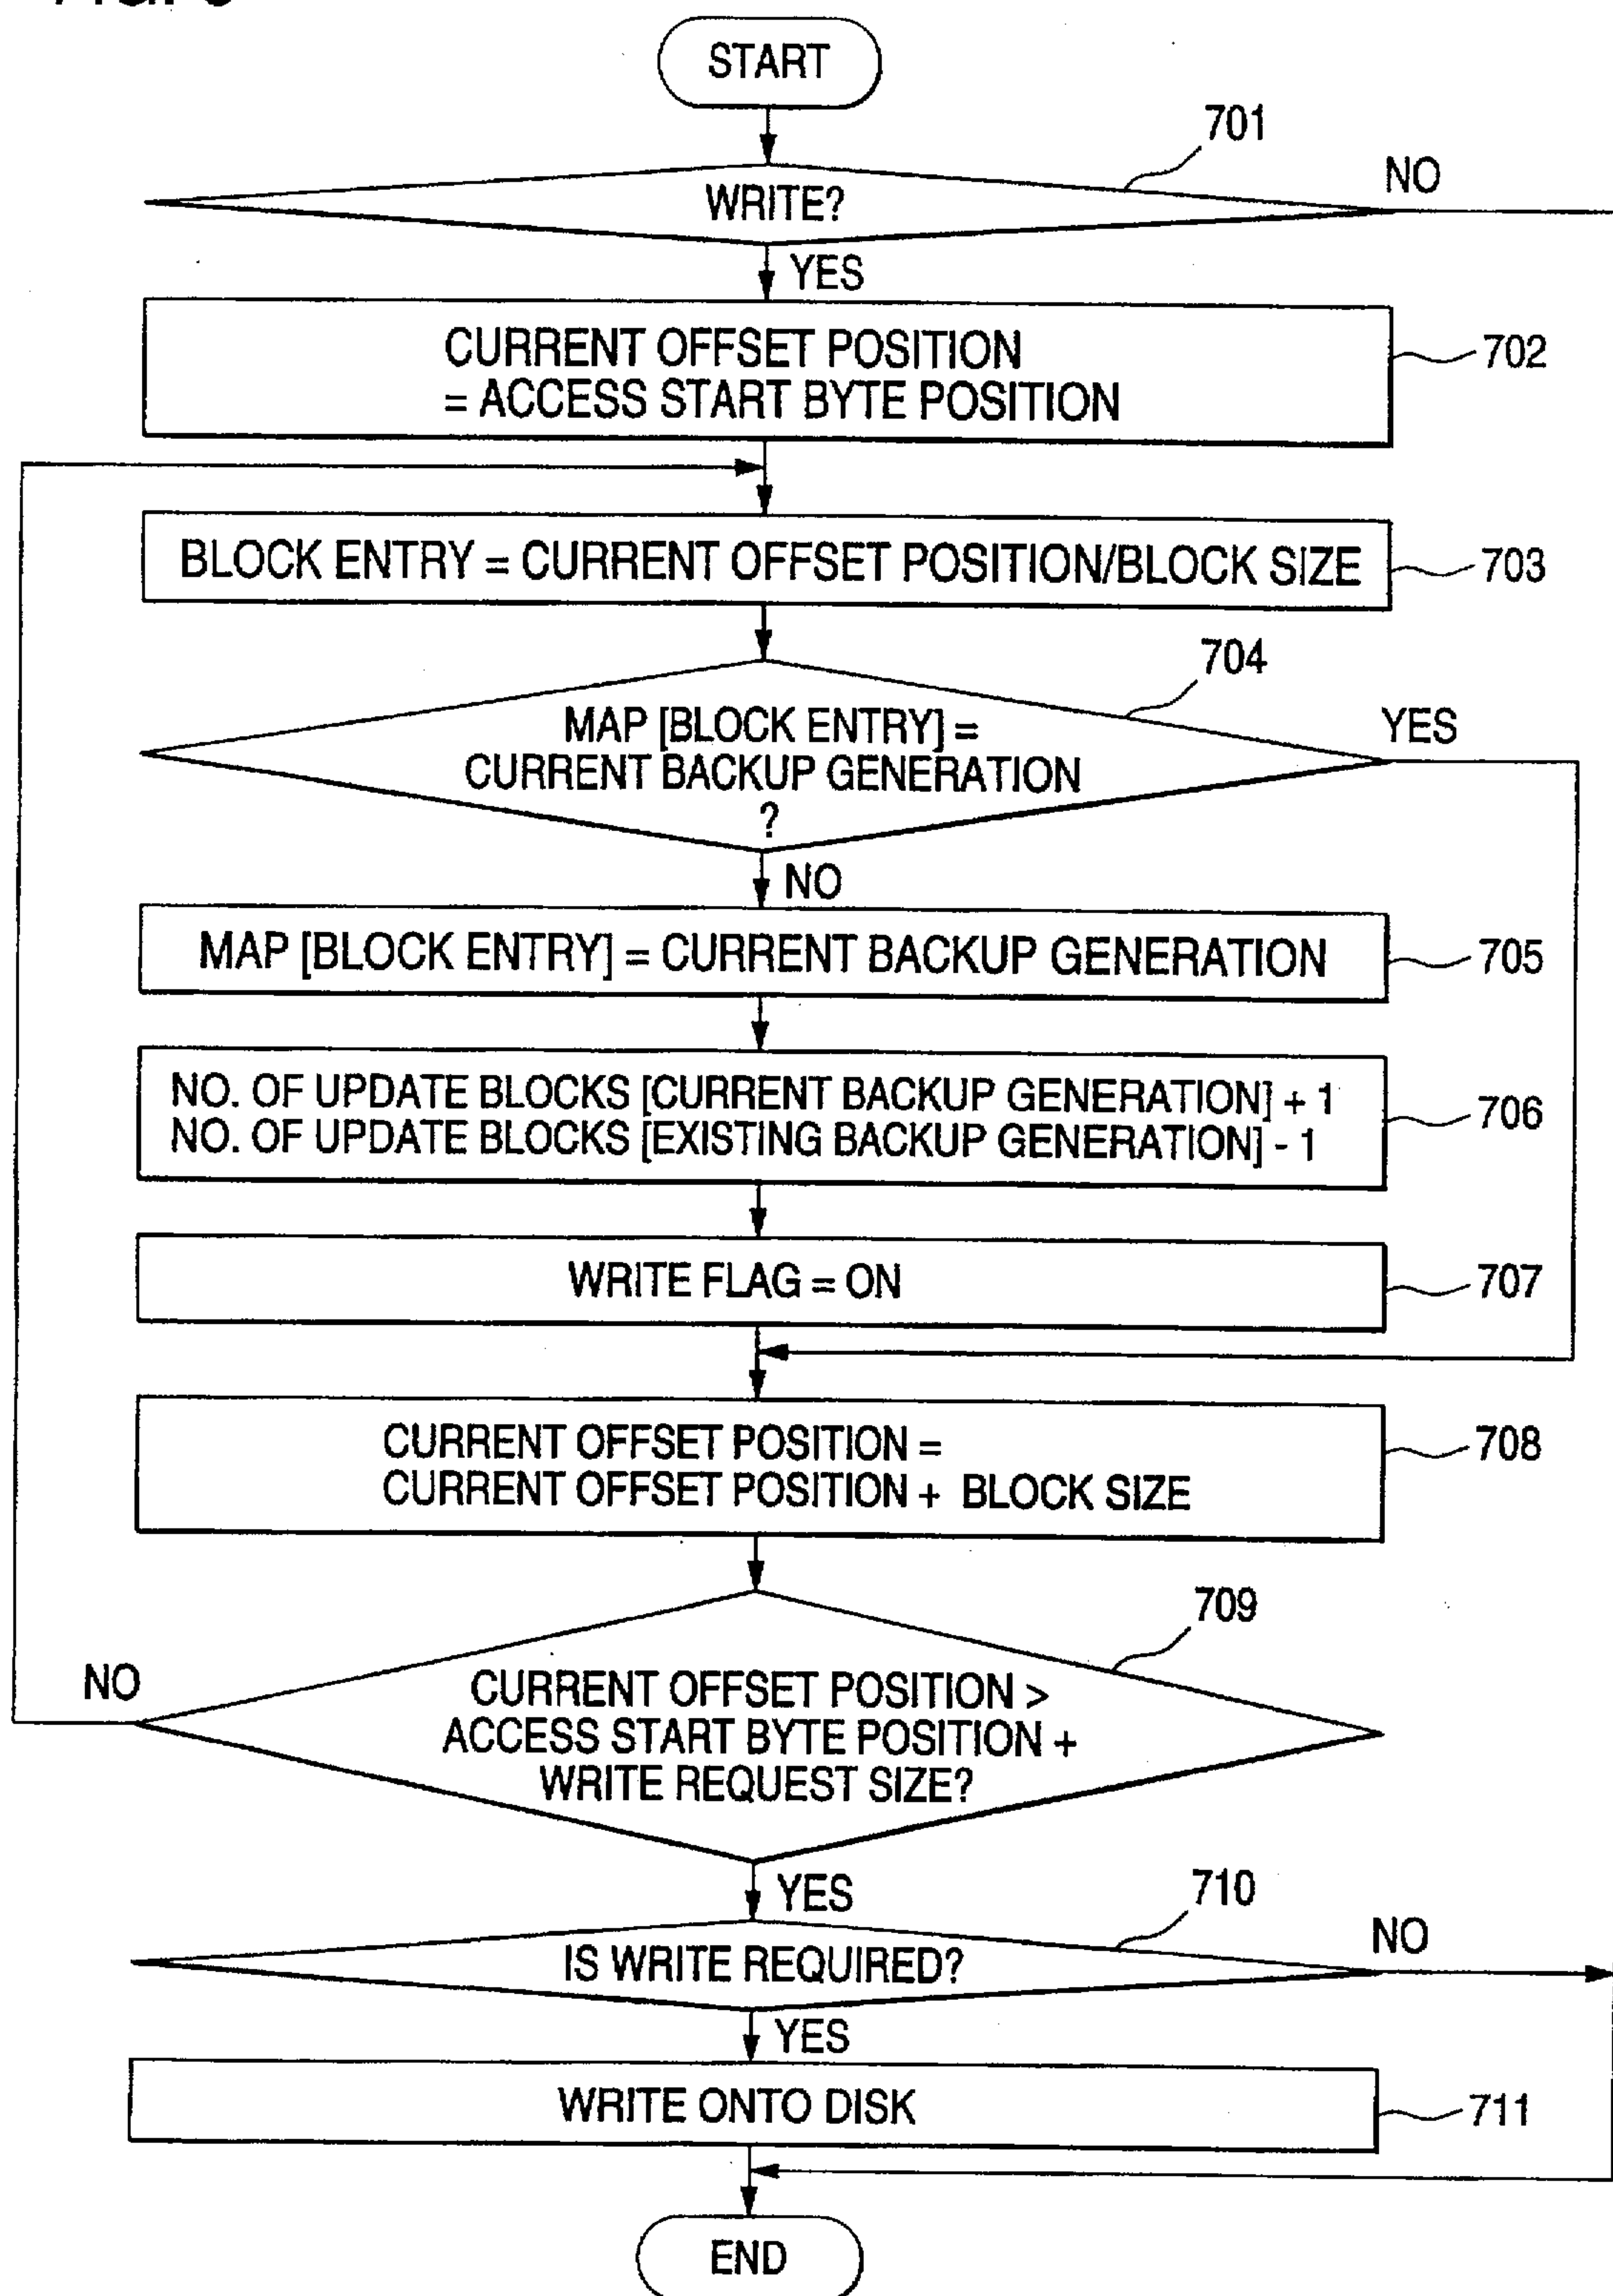 START
701
WRITE?
NO
YES
CURRENT OFFSET POSITION
= ACCESS START BYTE POSITION
702
BLOCK ENTRY = CURRENT OFFSET POSITION/BLOCK SIZE
703
704
MAP [BLOCK ENTRY] =
CURRENT BACKUP GENERATION
?
YES
NO
MAP [BLOCK ENTRY] = CURRENT BACKUP GENERATION
705
NO. OF UPDATE BLOCKS [CURRENT BACKUP GENERATION] + 1
NO. OF UPDATE BLOCKS [EXISTING BACKUP GENERATION] - 1
706
WRITE FLAG = ON
707
CURRENT OFFSET POSITION =
CURRENT OFFSET POSITION + BLOCK SIZE
708
709
NO
CURRENT OFFSET POSITION >
ACCESS START BYTE POSITION +
WRITE REQUEST SIZE?
YES
710
IS WRITE REQUIRED?
NO
YES
WRITE ONTO DISK
711
END